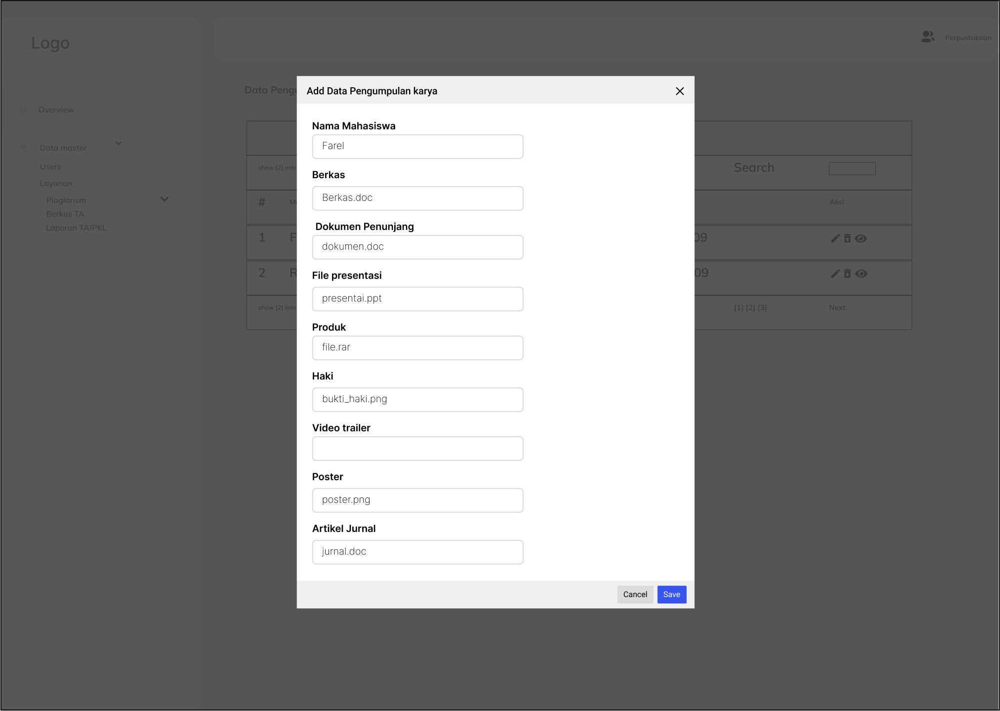 Logo
Perpustakaan
Overview
Data master
Users
Layanan
Plagiarism
Berkas TA
Laporan TA/PKL
Data
show [2]
Search
#
Aksi
1
09
2
09
show [2]
[1] [2] [3]
Next
Add Data Pengumpulan karya
Nama Mahasiswa
Farel
Berkas
Berkas.doc
Dokumen Penunjang
dokumen.doc
File presentasi
presentai.ppt
Produk
file.rar
Haki
bukti_haki.png
Video trailer
Poster
poster.png
Artikel Jurnal
jurnal.doc
Cancel
Save